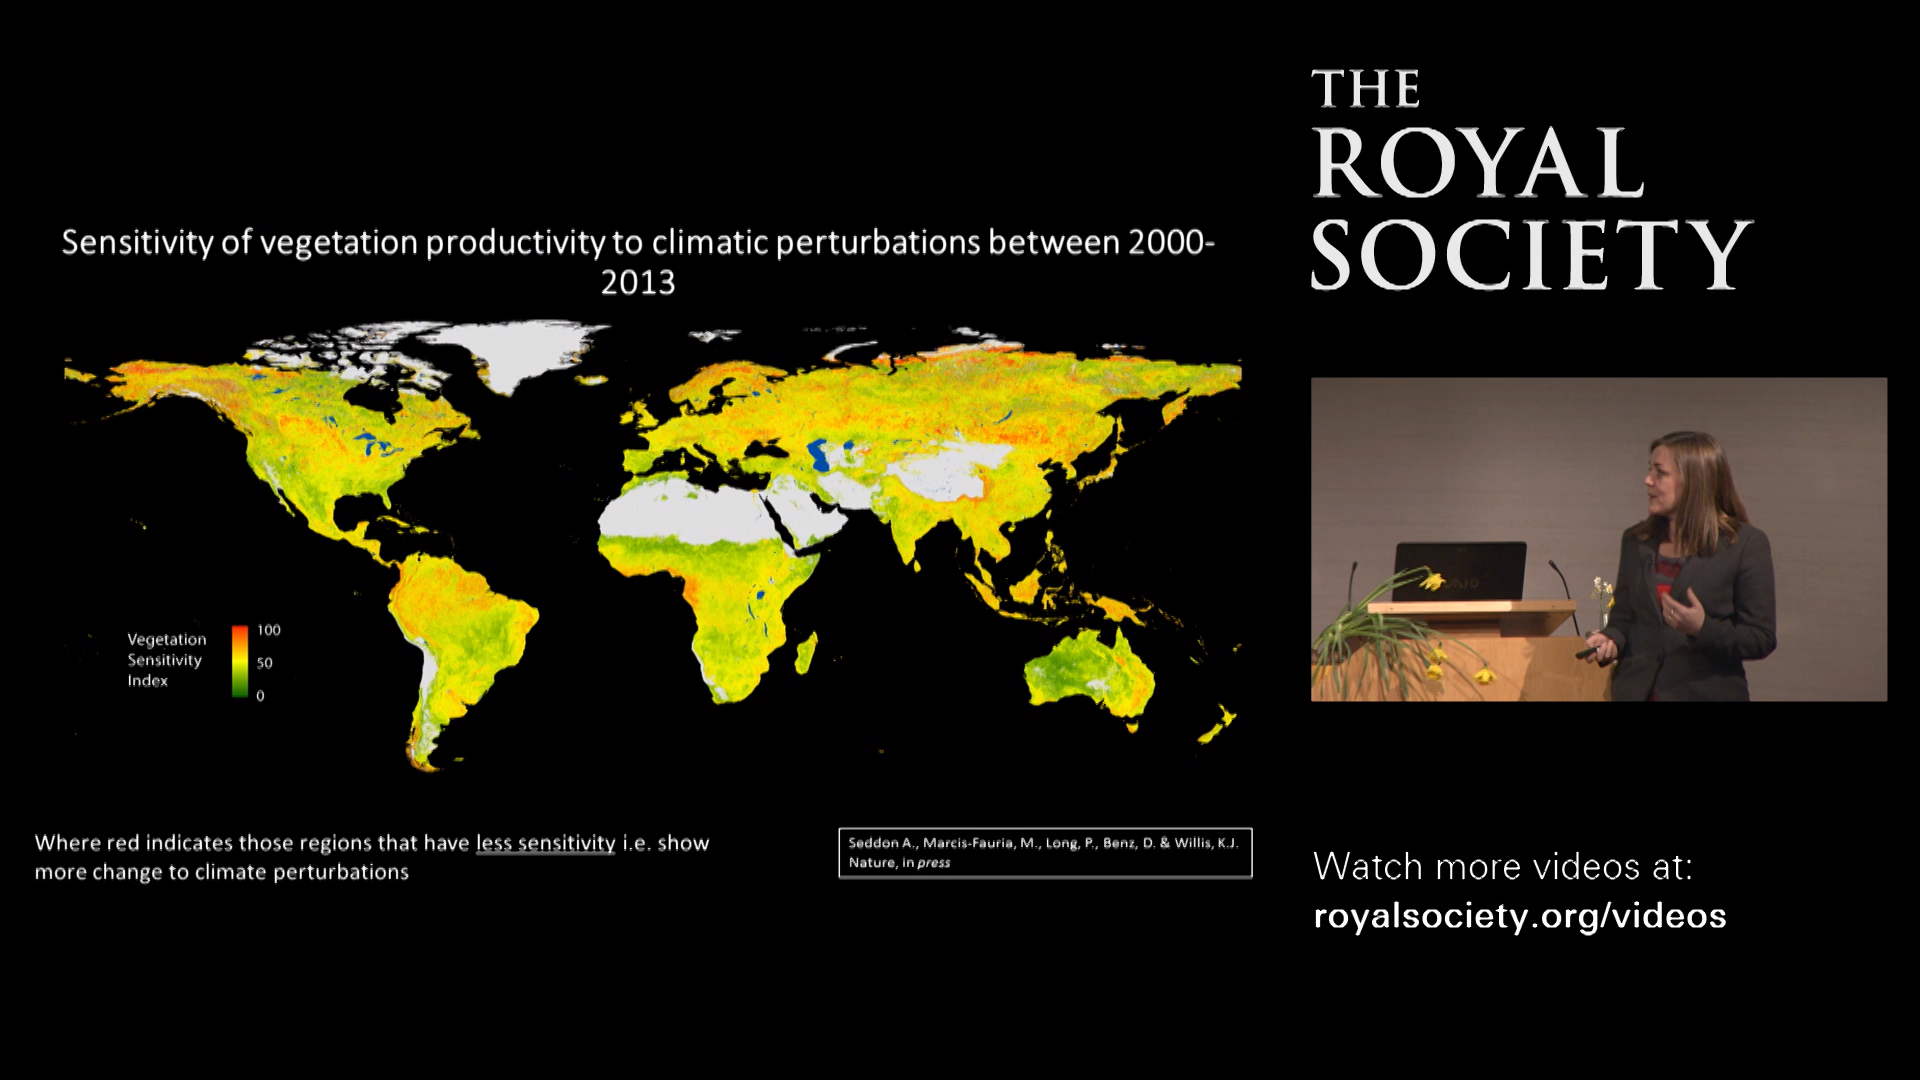 THE
ROYAL
SOCIETY
Sensitivity of vegetation productivity to climatic perturbations between 2000-
2013
Vegetation
Sensitivity
Index
100
50
0
Where red indicates those regions that have less sensitivity i.e. show
more change to climate perturbations
Seddon A., Marcis-Fauria, M., Long, P., Benz, D. & Willis, K.J.
Nature, in press
VAIO
Watch more videos at:
royalsociety.org/videos